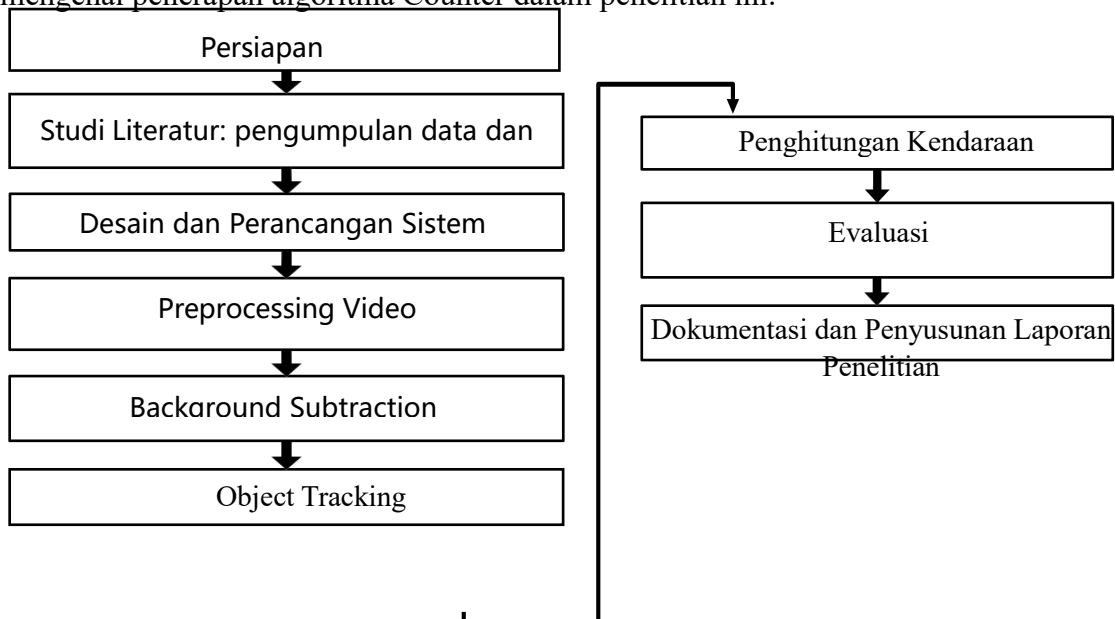 mengenai penerapan algoritma Counter dalam penelitian ini.
Persiapan
Studi Literatur: pengumpulan data dan
Desain dan Perancangan Sistem
Preprocessing Video
Background Subtraction
Object Tracking
Penghitungan Kendaraan
Evaluasi
Dokumentasi dan Penyusunan Laporan
Penelitian